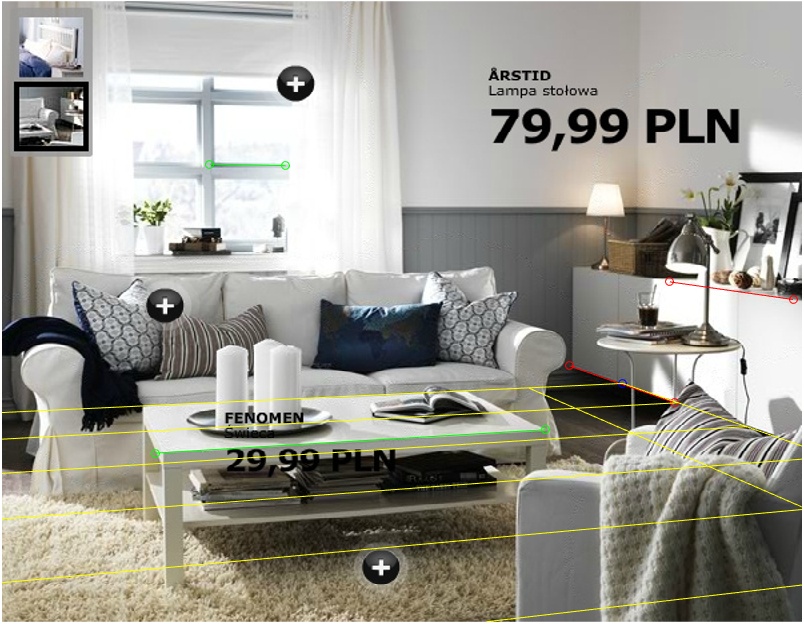 ÅRSTID
Lampa stołowa
79,99 PLN
FENOMEN
Świeca
29,99 PLN